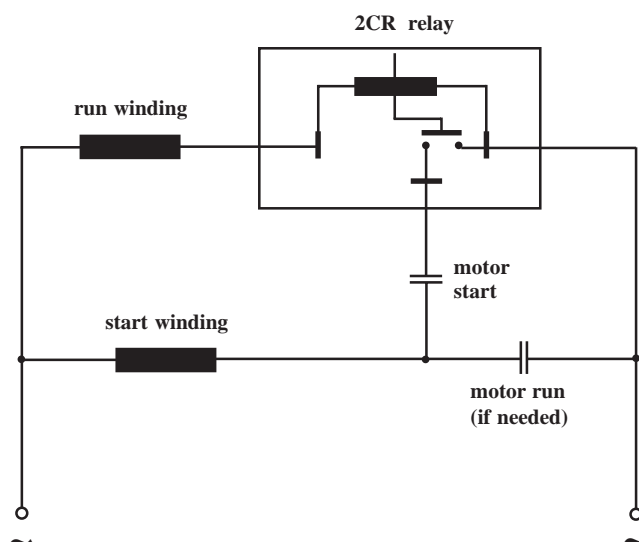 2CR relay
run winding
motor
start
start winding
motor run
(if needed)